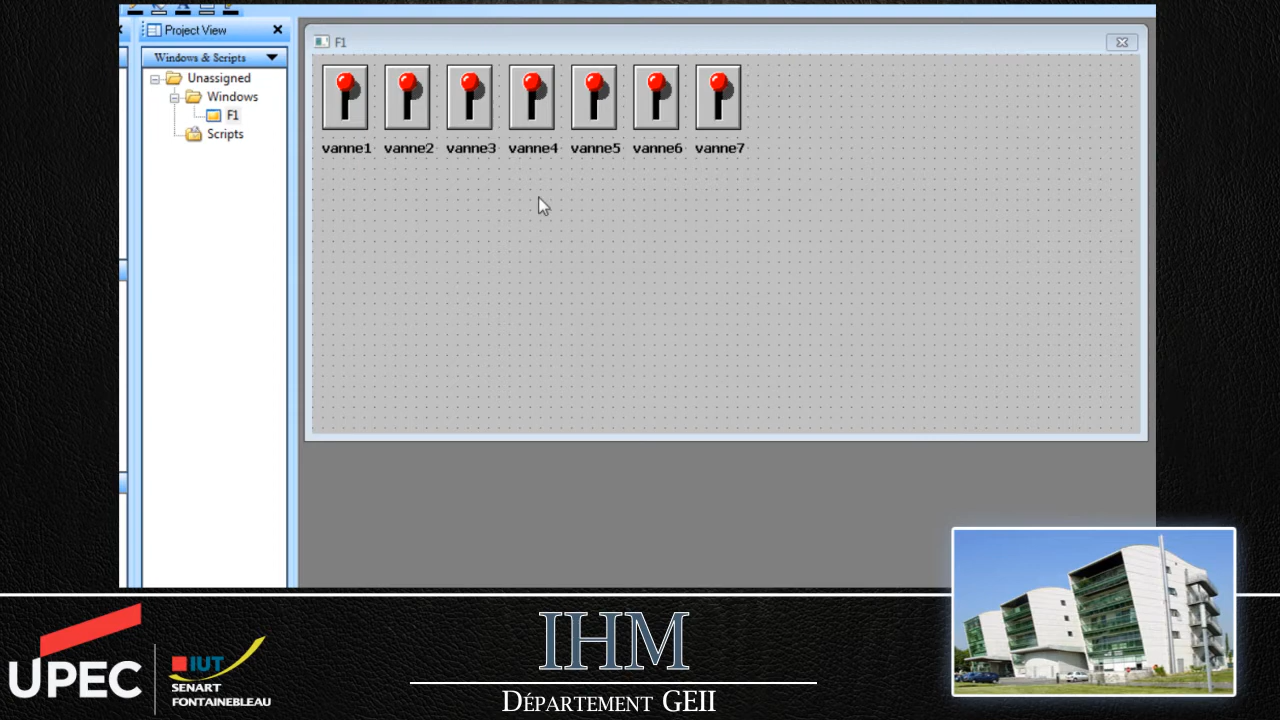 Project View
Windows & Scripts
Unassigned
Windows
F1
Scripts
F1
vanne1 vanne2 vanne3 vanne4 vanne5 vanne6 vanne7
UPEC
IUT
SENART
FONTAINEBLEAU
IHM
Département GEII